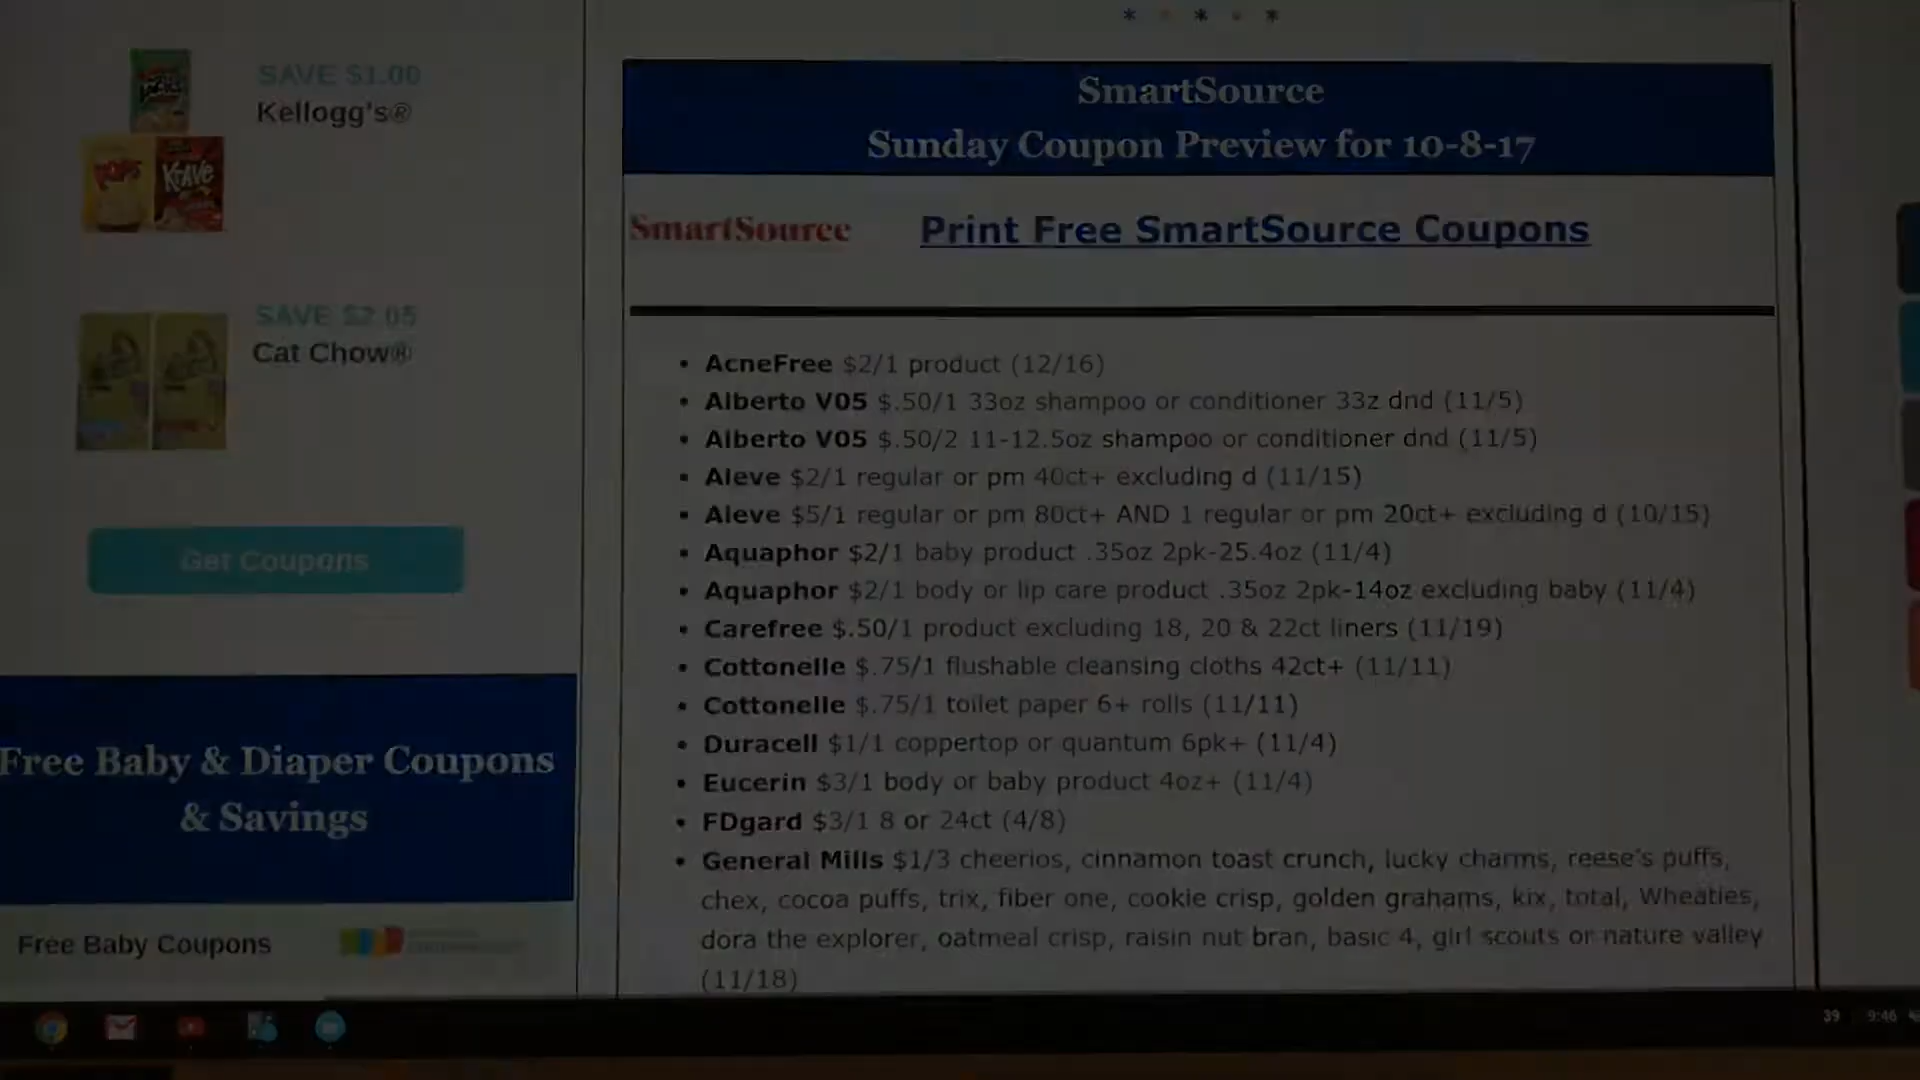 * * * * *
SAVE $1.00
Kellogg's®
KRAVE
SAVE $2.05
Cat Chow®
Get Coupons
Free Baby & Diaper Coupons
& Savings
Free Baby Coupons
SmartSource
Sunday Coupon Preview for 10-8-17
SmartSource
Print Free SmartSource Coupons
• AcneFree $2/1 product (12/16)
• Alberto V05 $.50/1 33oz shampoo or conditioner 33z dnd (11/5)
• Alberto V05 $.50/2 11-12.5oz shampoo or conditioner dnd (11/5)
• Aleve $2/1 regular or pm 40ct+ excluding d (11/15)
• Aleve $5/1 regular or pm 80ct+ AND 1 regular or pm 20ct+ excluding d (10/15)
• Aquaphor $2/1 baby product .35oz 2pk-25.4oz (11/4)
• Aquaphor $2/1 body or lip care product .35oz 2pk-14oz excluding baby (11/4)
• Carefree $.50/1 product excluding 18, 20 & 22ct liners (11/19)
• Cottonelle $.75/1 flushable cleansing cloths 42ct+ (11/11)
• Cottonelle $.75/1 toilet paper 6+ rolls (11/11)
• Duracell $1/1 coppertop or quantum 6pk+ (11/4)
• Eucerin $3/1 body or baby product 4oz+ (11/4)
• FDgard $3/1 8 or 24ct (4/8)
• General Mills $1/3 cheerios, cinnamon toast crunch, lucky charms, reese's puffs,
chex, cocoa puffs, trix, fiber one, cookie crisp, golden grahams, kix, total, Wheaties,
dora the explorer, oatmeal crisp, raisin nut bran, basic 4, girl scouts or nature valley
(11/18)
39 9:46